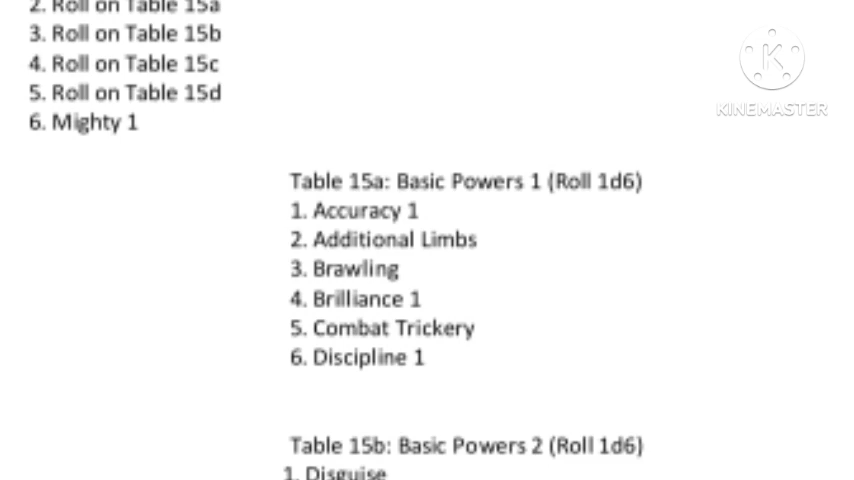 2. Roll on Table 15a
3. Roll on Table 15b
4. Roll on Table 15c
5. Roll on Table 15d
6. Mighty 1
KINEMASTER
Table 15a: Basic Powers 1 (Roll 1d6)
1. Accuracy 1
2. Additional Limbs
3. Brawling
4. Brilliance 1
5. Combat Trickery
6. Discipline 1
Table 15b: Basic Powers 2 (Roll 1d6)
1. Disguise